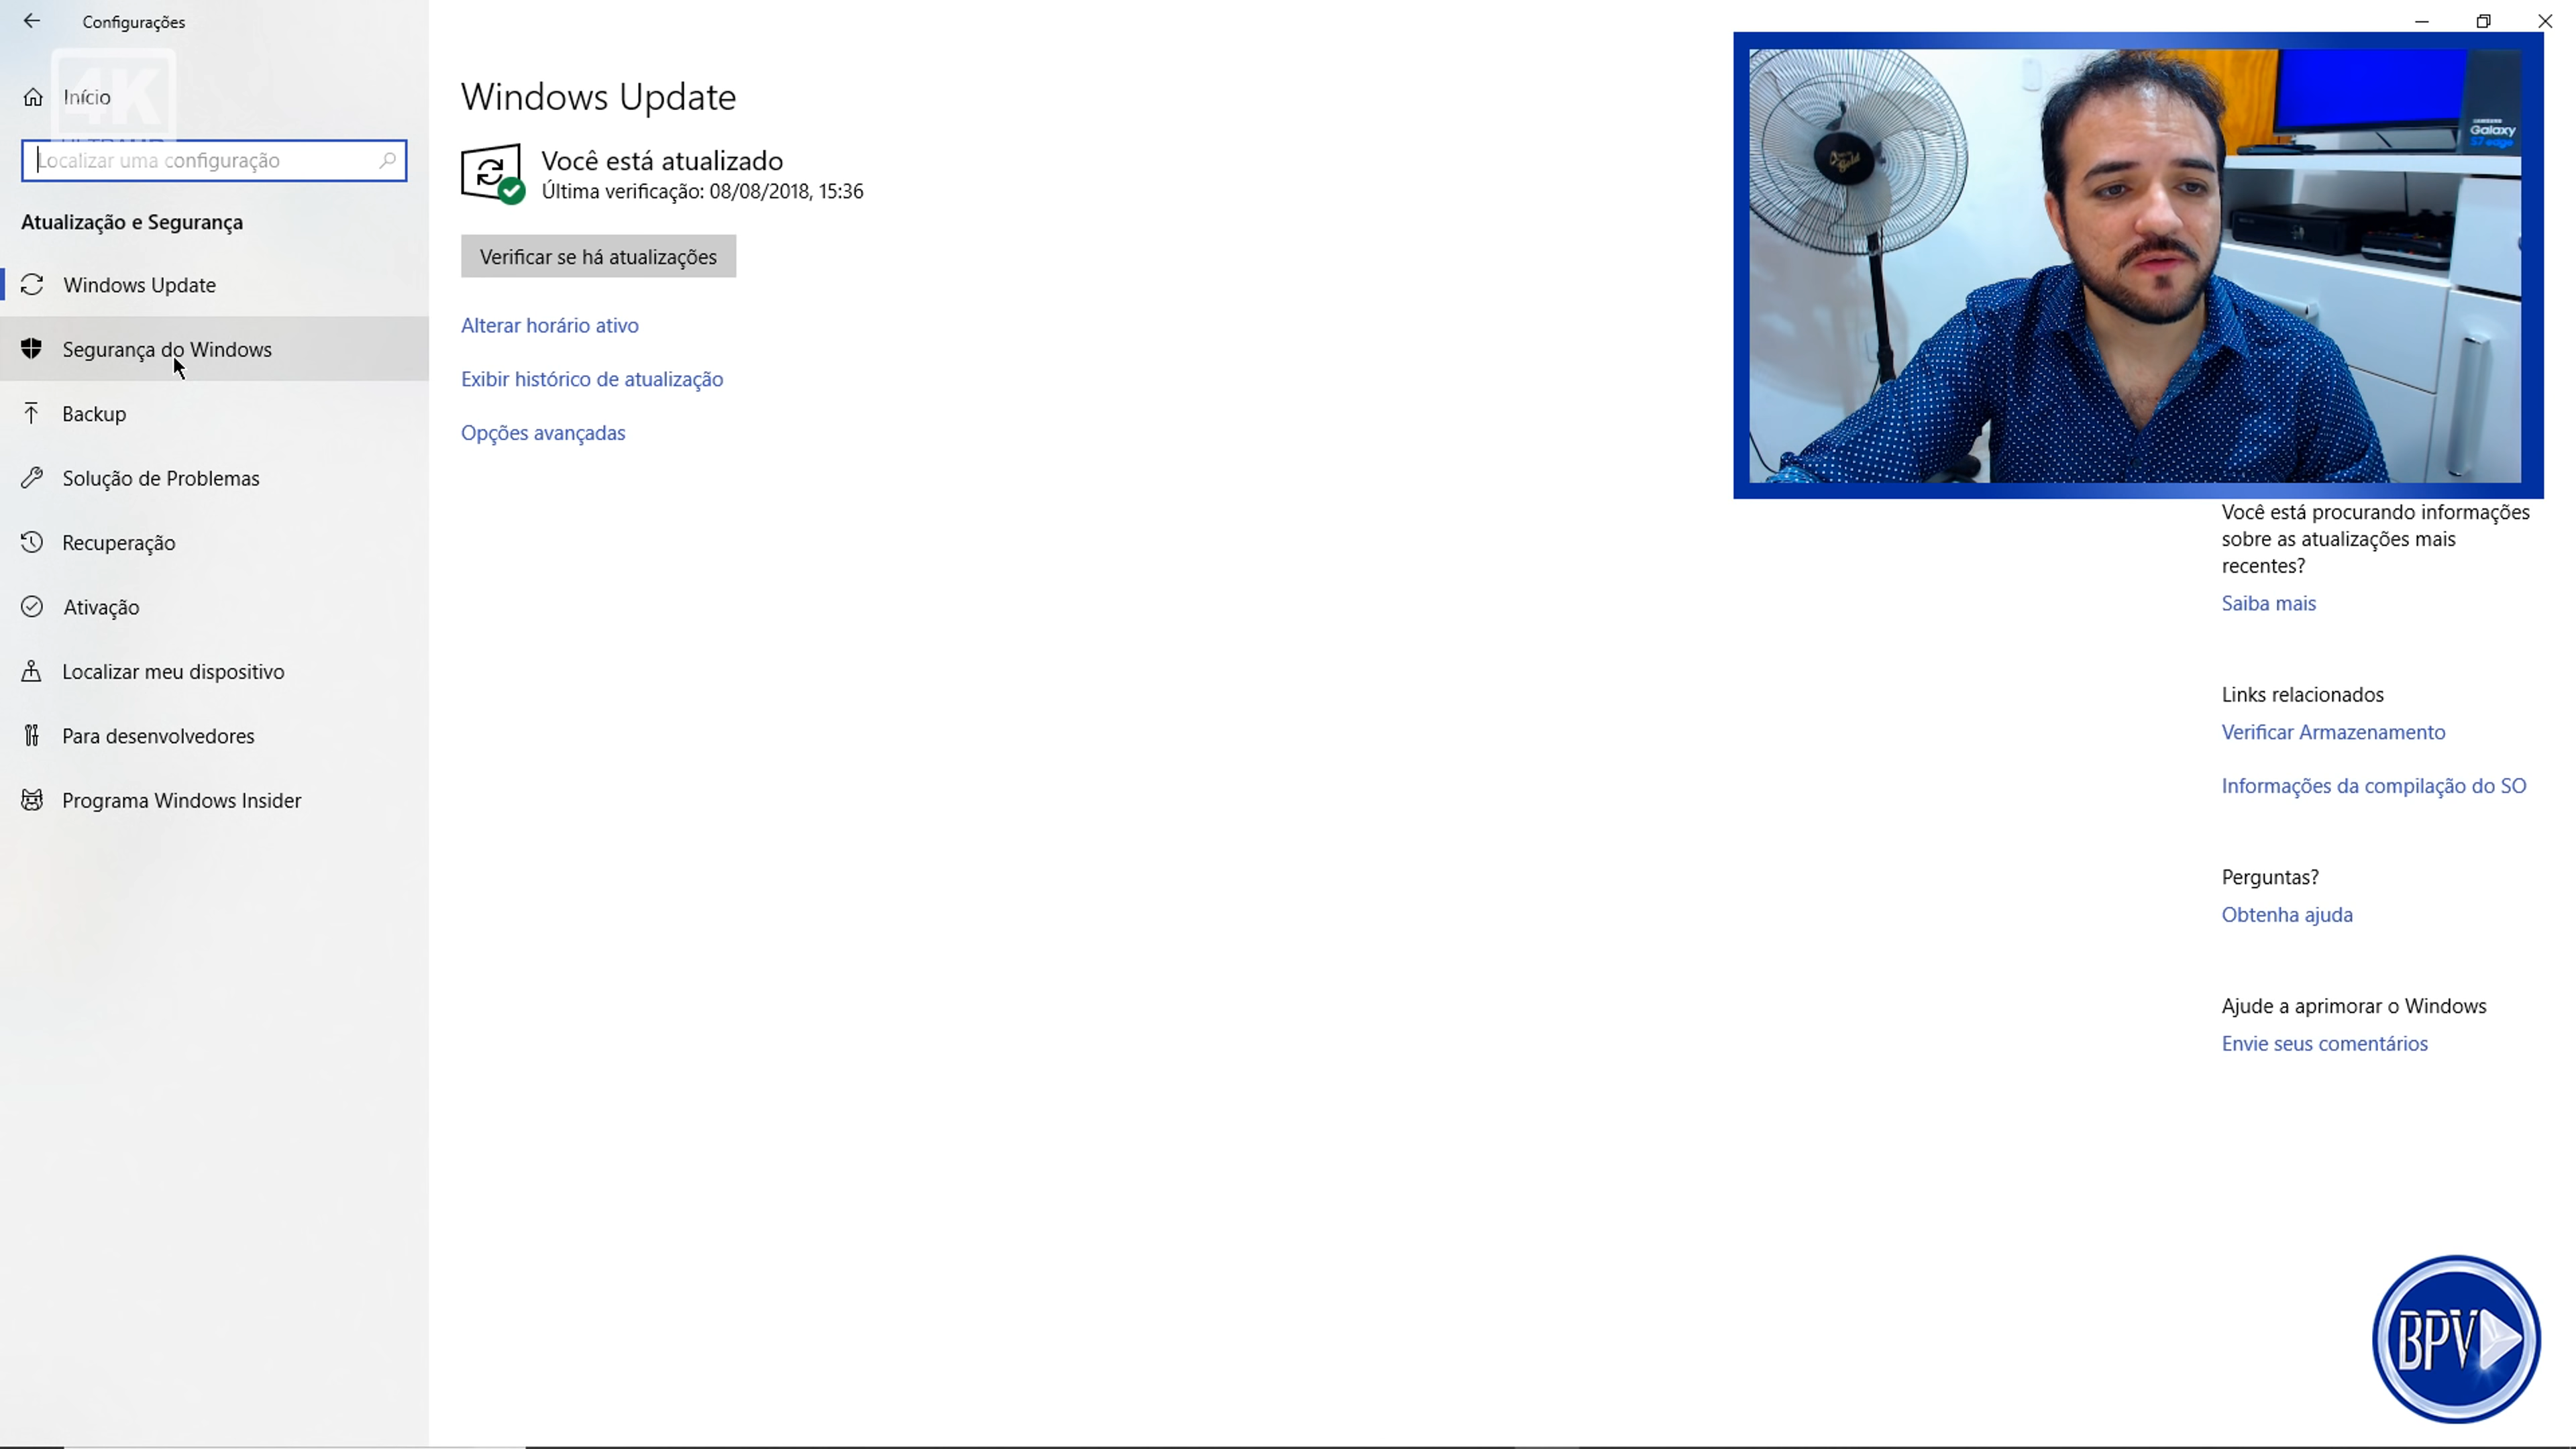 Configurações
4K
Início
Localizar uma configuração
Atualização e Segurança
Windows Update
Segurança do Windows
Backup
Solução de Problemas
Recuperação
Ativação
Localizar meu dispositivo
Para desenvolvedores
Programa Windows Insider
Windows Update
Você está atualizado
Última verificação: 08/08/2018, 15:36
Verificar se há atualizações
Alterar horário ativo
Exibir histórico de atualização
Opções avançadas
SAMSUNG
Galaxy
S7 edge
Você está procurando informações
sobre as atualizações mais
recentes?
Saiba mais
Links relacionados
Verificar Armazenamento
Informações da compilação do SO
Perguntas?
Obtenha ajuda
Ajude a aprimorar o Windows
Envie seus comentários
BPV